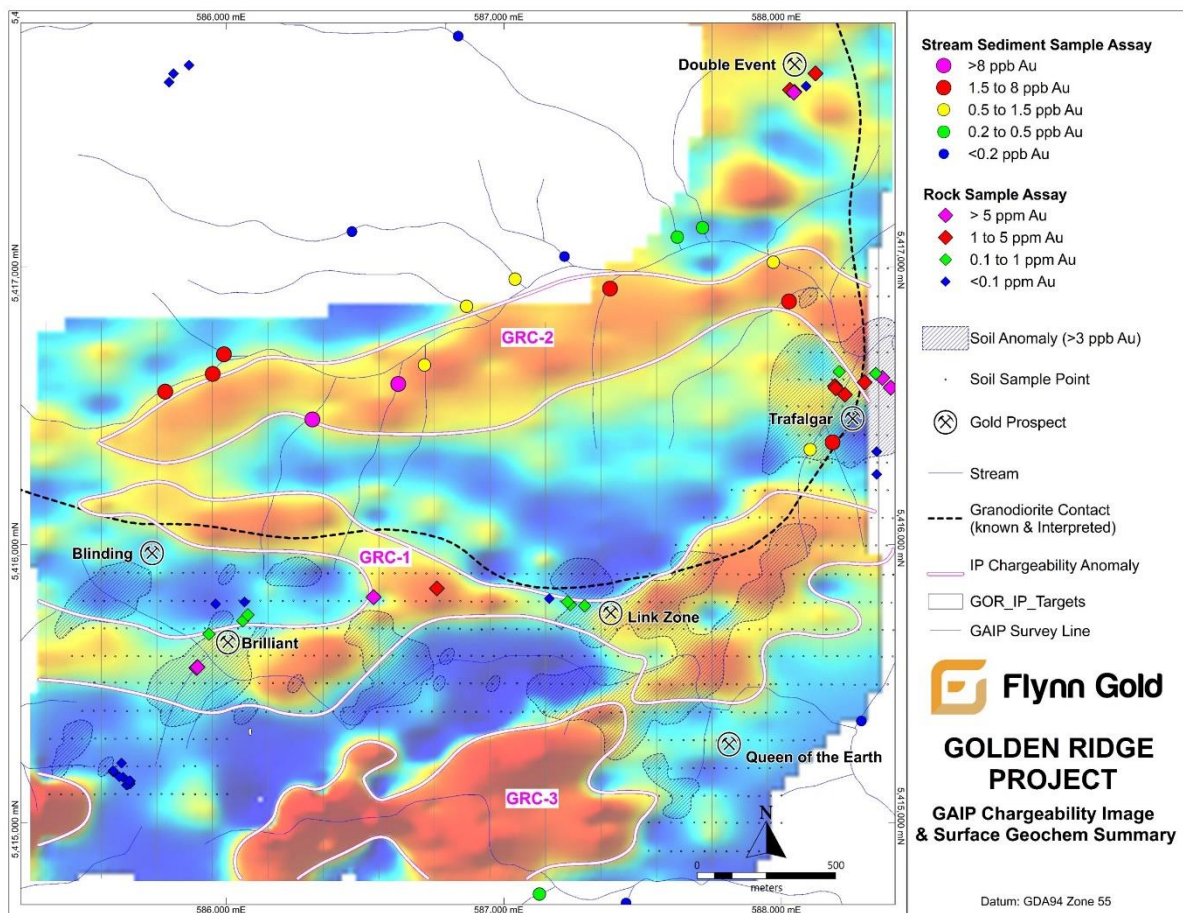 586,000 mE
587,000 mE
588,000 mE
5,417,000 mN
5,417,000 mN
5,416,000 mN
5,416,000 mN
5,415,000 mN
5,415,000 mN
Double Event
GRC-2
Trafalgar
Blinding
GRC-1
Link Zone
Brilliant
Queen of the Earth
GRC-3
N
0
500
meters
586,000 mE
587,000 mE
588,000 mE
Stream Sediment Sample Assay
>8 ppb Au
1.5 to 8 ppb Au
0.5 to 1.5 ppb Au
0.2 to 0.5 ppb Au
<0.2 ppb Au
Rock Sample Assay
> 5 ppm Au
1 to 5 ppm Au
0.1 to 1 ppm Au
<0.1 ppm Au
Soil Anomaly (>3 ppb Au)
Soil Sample Point
Gold Prospect
Stream
Granodiorite Contact
(known & Interpreted)
IP Chargeability Anomaly
GOR_IP_Targets
GAIP Survey Line
Flynn Gold
GOLDEN RIDGE
PROJECT
GAIP Chargeability Image
& Surface Geochem Summary
Datum: GDA94 Zone 55